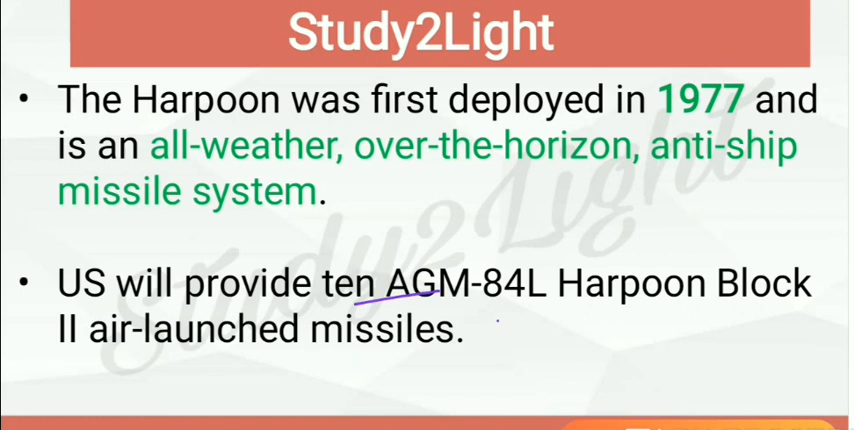 Study2Light
• The Harpoon was first deployed in 1977 and
is an all-weather, over-the-horizon, anti-ship
missile system.
• US will provide ten AGM-84L Harpoon Block
II air-launched missiles.
Study2Light